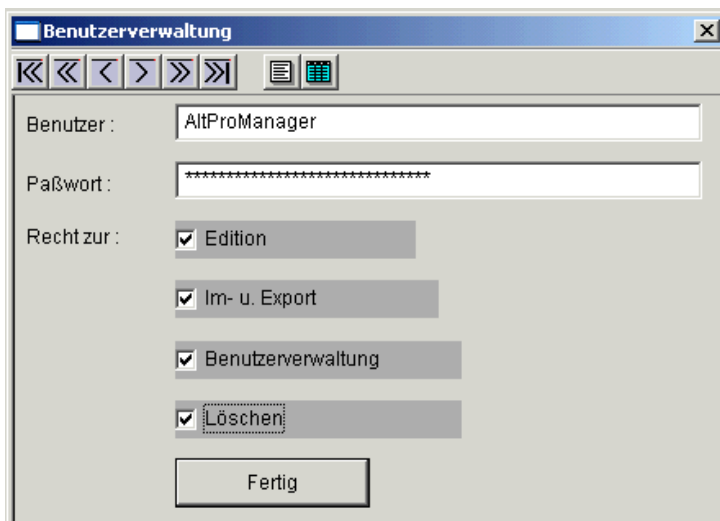 Benutzerverwaltung
Benutzer : AltProManager
Paßwort : ******************************
Recht zur : Edition
Im- u. Export
Benutzerverwaltung
Löschen
Fertig